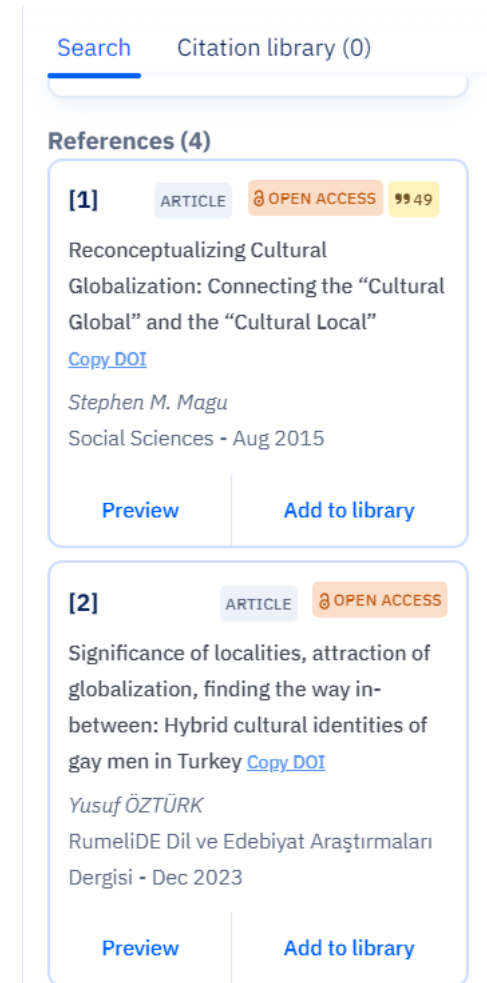 Search Citation library (0)
References (4)
[1] ARTICLE OPEN ACCESS ❞49
Reconceptualizing Cultural
Globalization: Connecting the “Cultural
Global” and the “Cultural Local”
Copy DOI
Stephen M. Magu
Social Sciences - Aug 2015
Preview Add to library
[2] ARTICLE OPEN ACCESS
Significance of localities, attraction of
globalization, finding the way in-
between: Hybrid cultural identities of
gay men in Turkey Copy DOI
Yusuf ÖZTÜRK
RumeliDE Dil ve Edebiyat Araştırmaları
Dergisi - Dec 2023
Preview Add to library